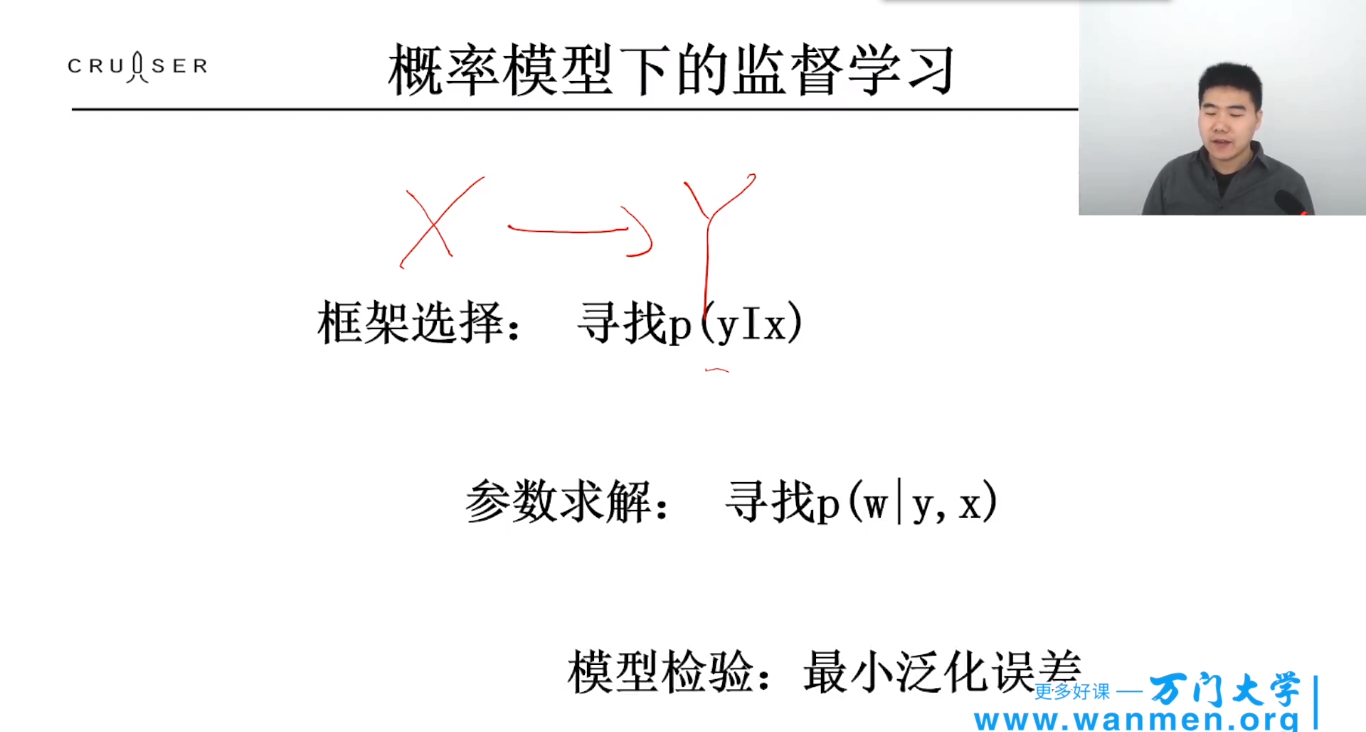 CRUISER
概率模型下的监督学习
X → Y
框架选择： 寻找p(yIx)
参数求解： 寻找p(w|y,x)
模型检验：最小泛化误差
更多好课 — 万门大学
www.wanmen.org